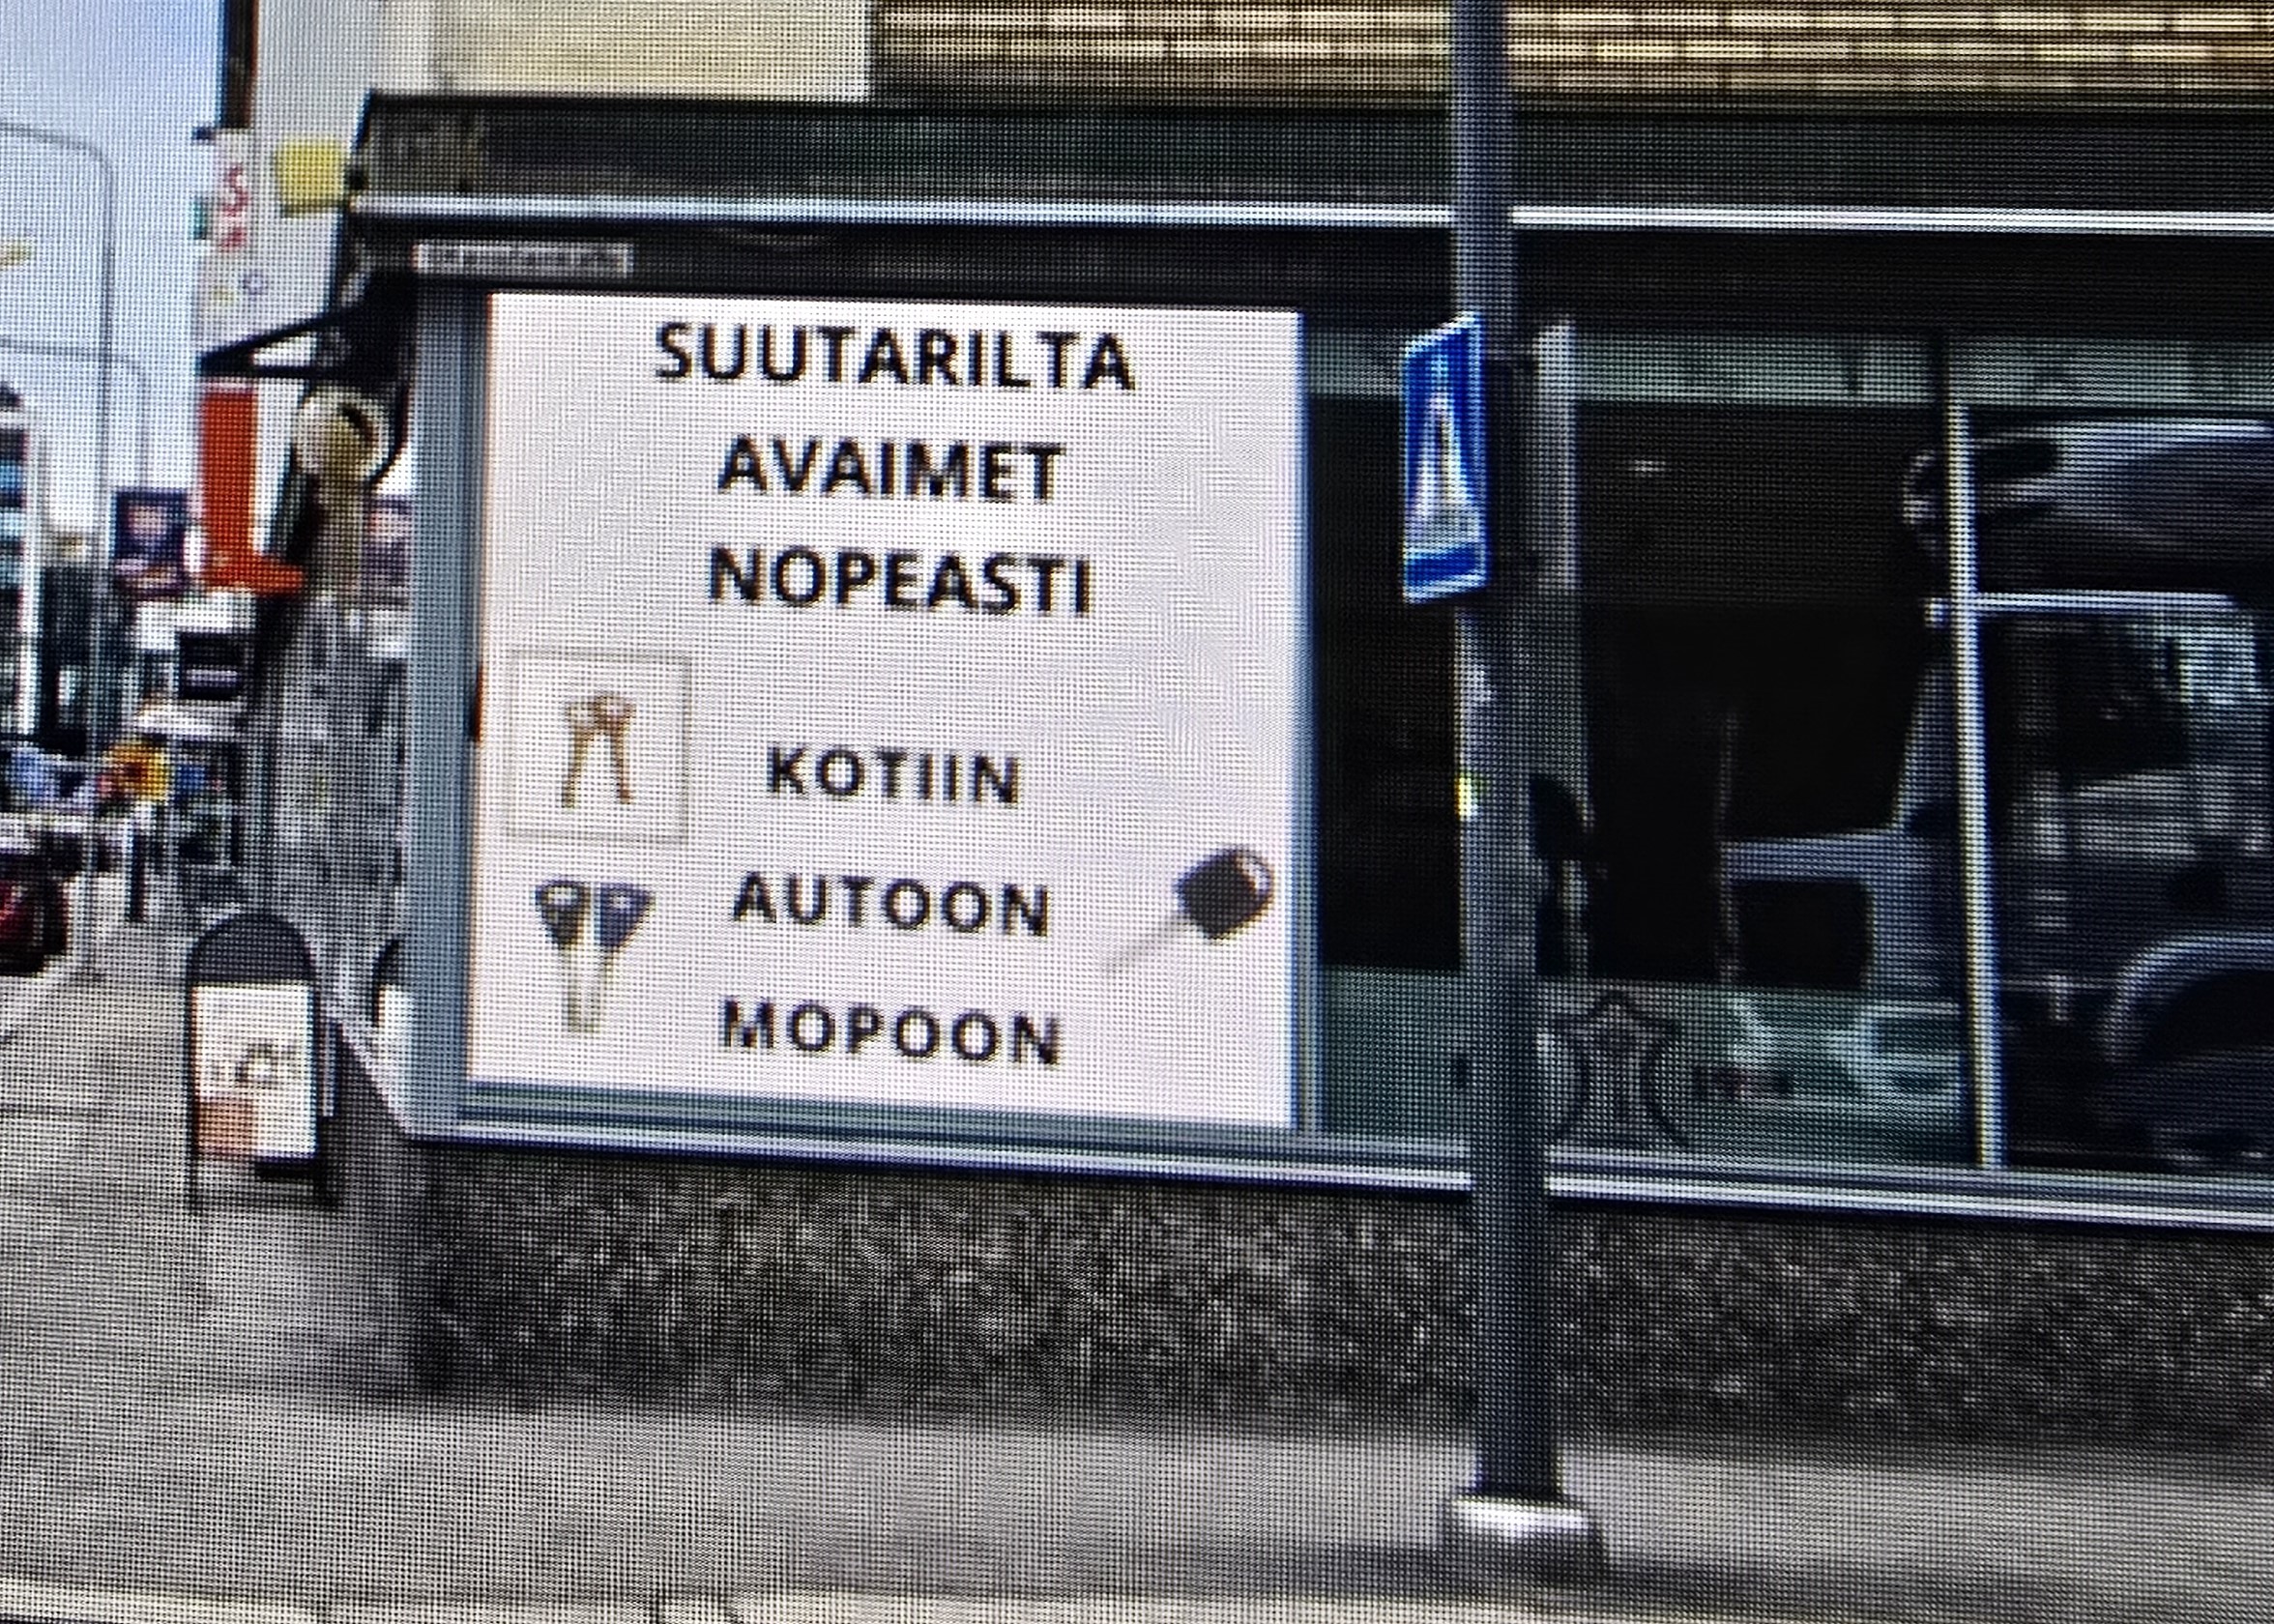 SUUTARILTA
AVAIMET
NOPEASTI
KOTIIN
AUTOON
MOPOON